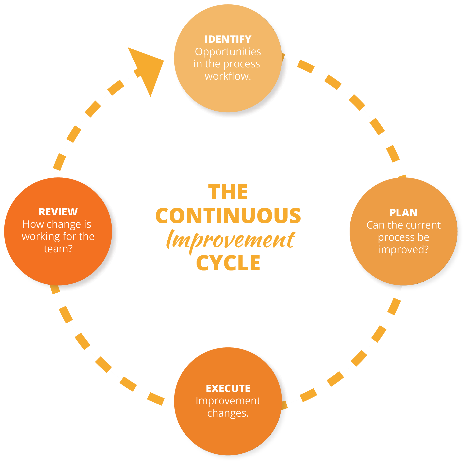 IDENTIFY
Opportunities
in the process
workflow.
THE
CONTINUOUS
Improvement
CYCLE
PLAN
Can the current
process be
improved?
EXECUTE
Improvement
changes.
REVIEW
How change is
working for the
team?